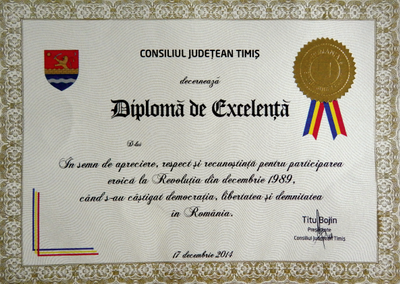 CONSILIUL JUDEȚEAN TIMIȘ
decernează
Diplomă de Excelență
D-lui
În semn de apreciere, respect și recunoștință pentru participarea
eroică la Revoluția din decembrie 1989,
când s-au câștigat democrația, libertatea și demnitatea
în România.
Titu Bojin
Președinte
Consiliul Județean Timiș
17 decembrie 2014